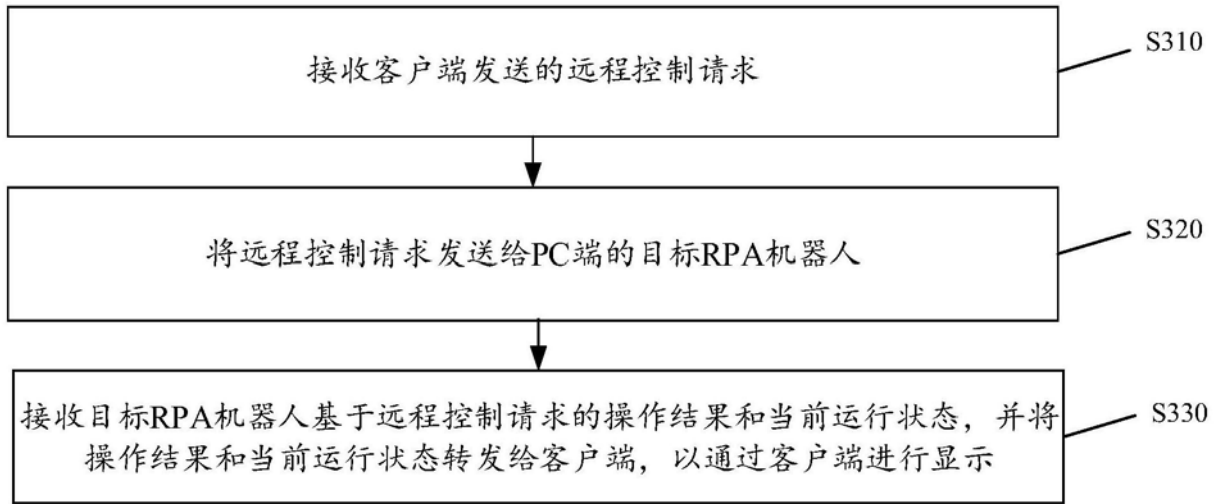 接收客户端发送的远程控制请求
S310
将远程控制请求发送给PC端的目标RPA机器人
S320
接收目标RPA机器人基于远程控制请求的操作结果和当前运行状态，并将
操作结果和当前运行状态转发给客户端，以通过客户端进行显示
S330